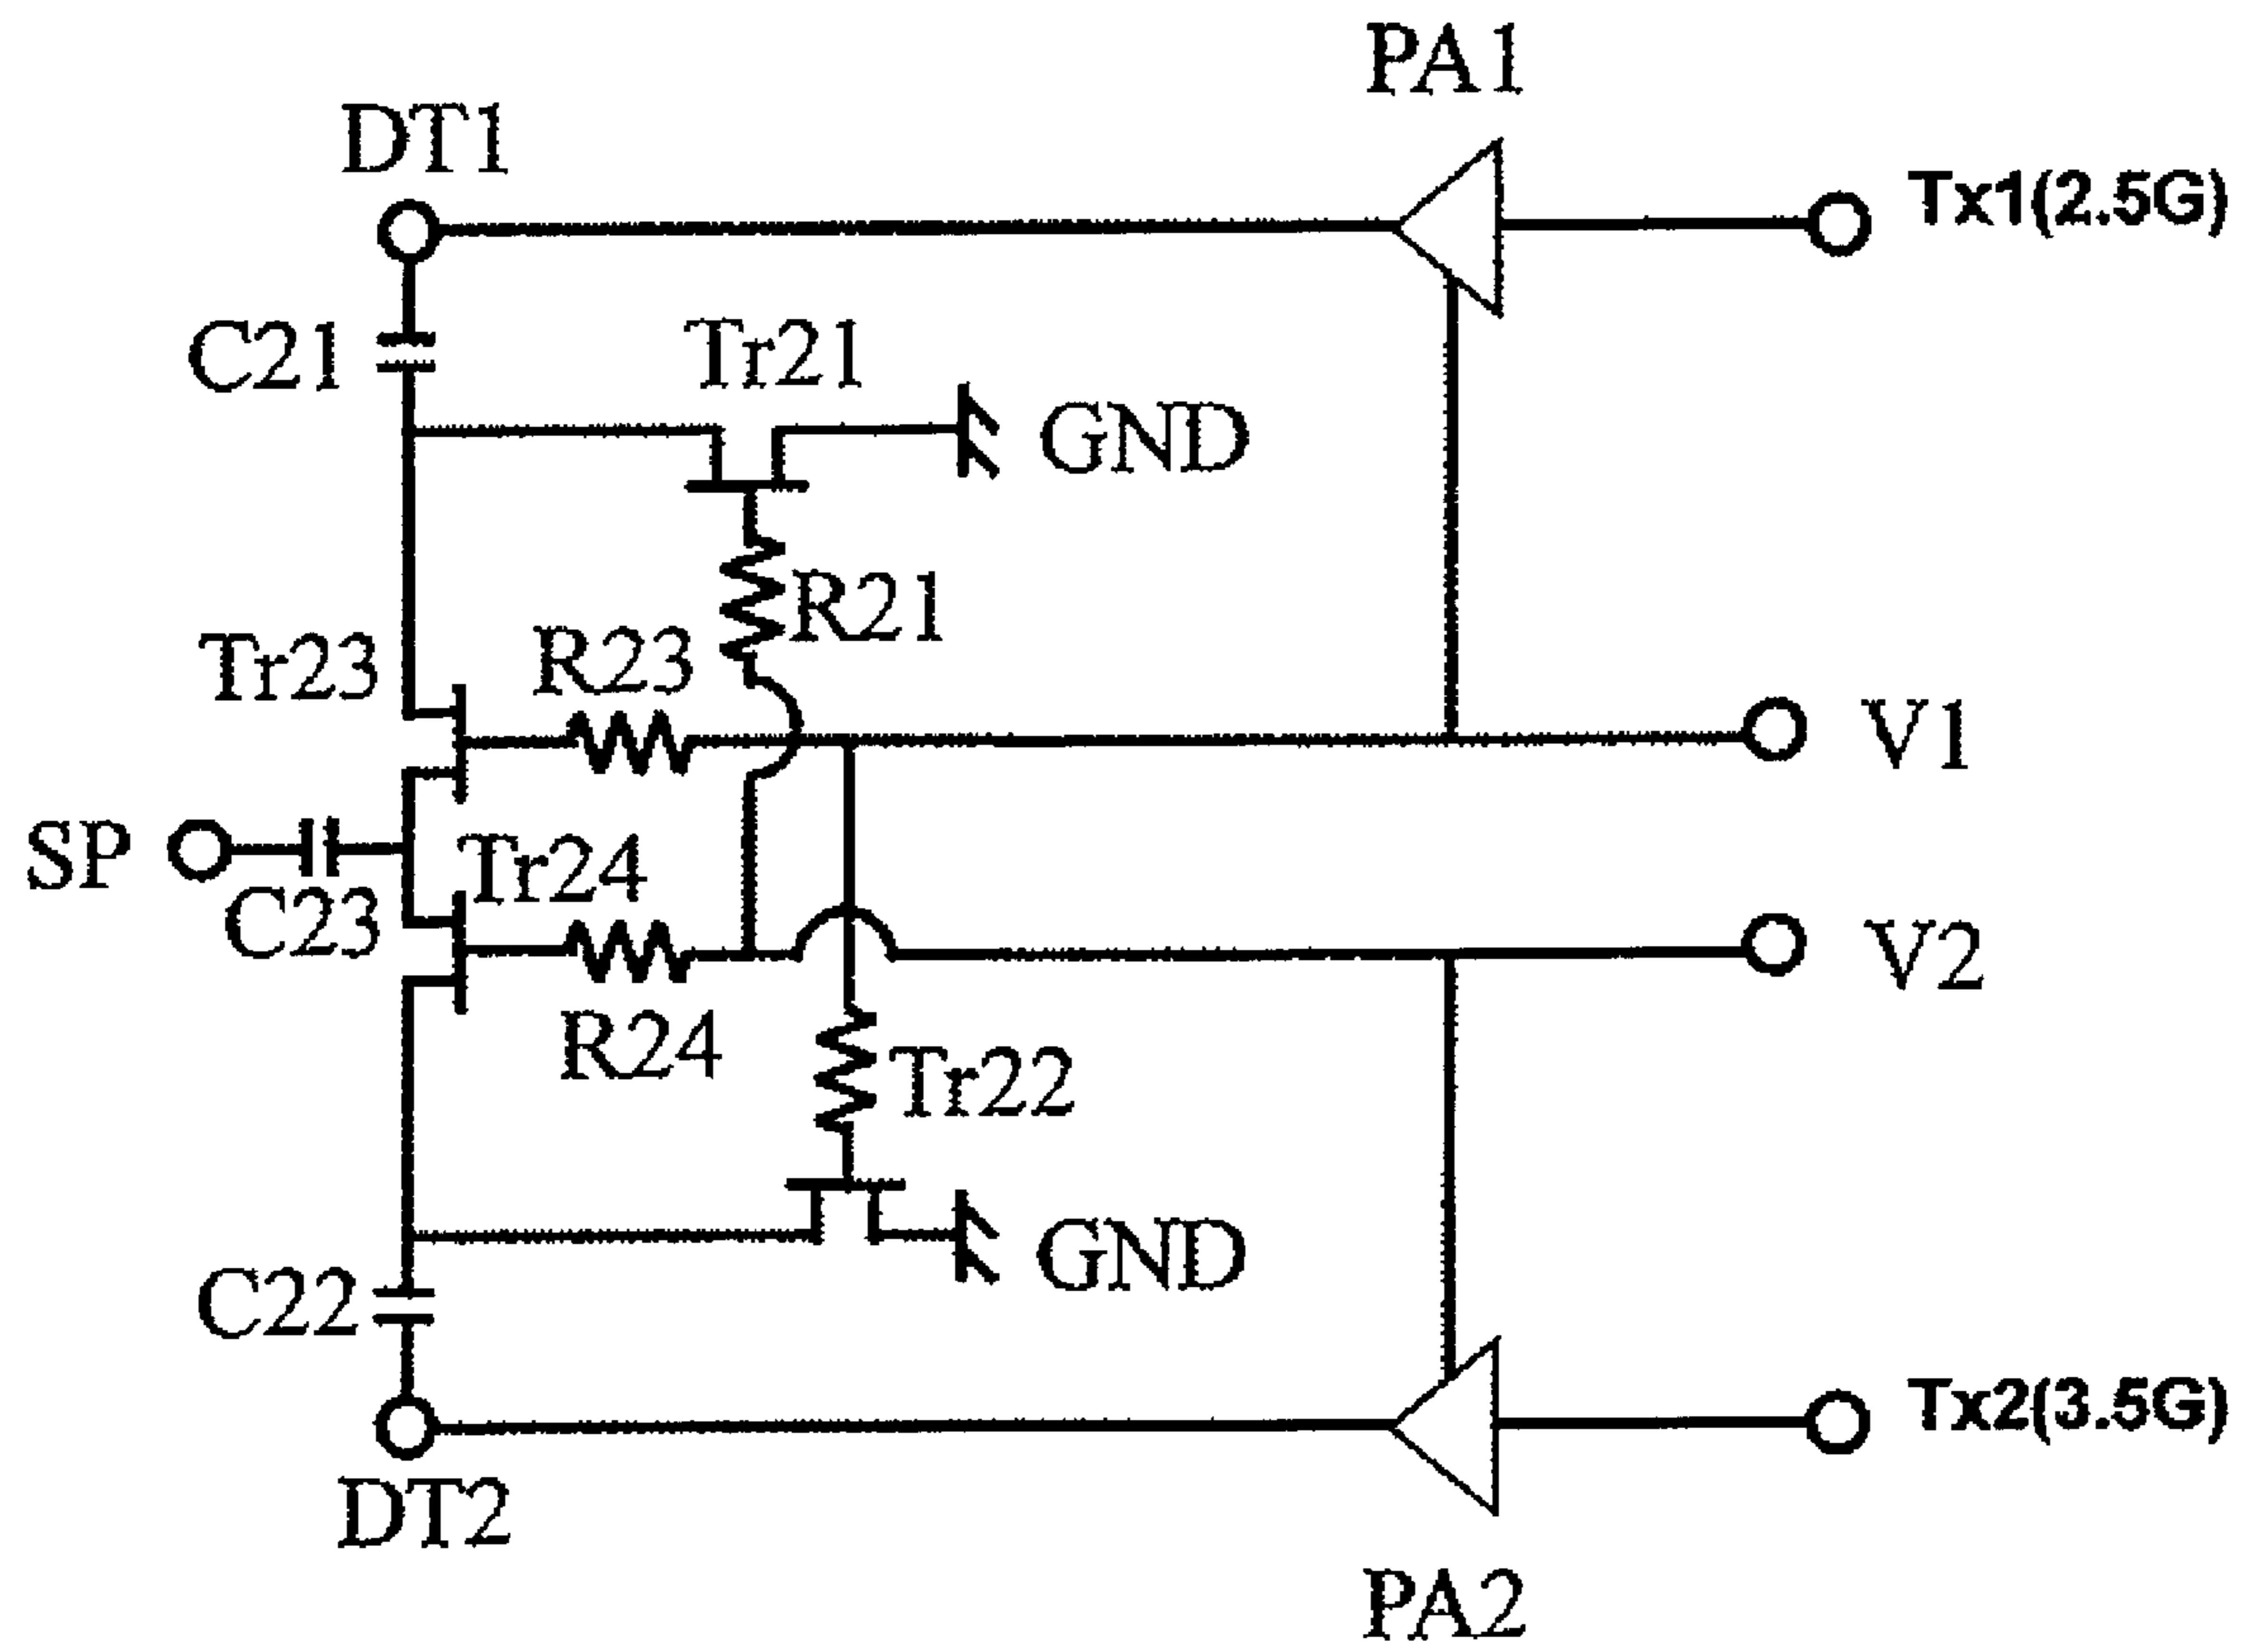 PA1
DT1
Tx1(2.5G)
C21
Tr21
GND
R21
Tr23
R23
V1
SP
Tr24
C23
V2
R24
Tr22
GND
C22
Tx2(3.5G)
DT2
PA2